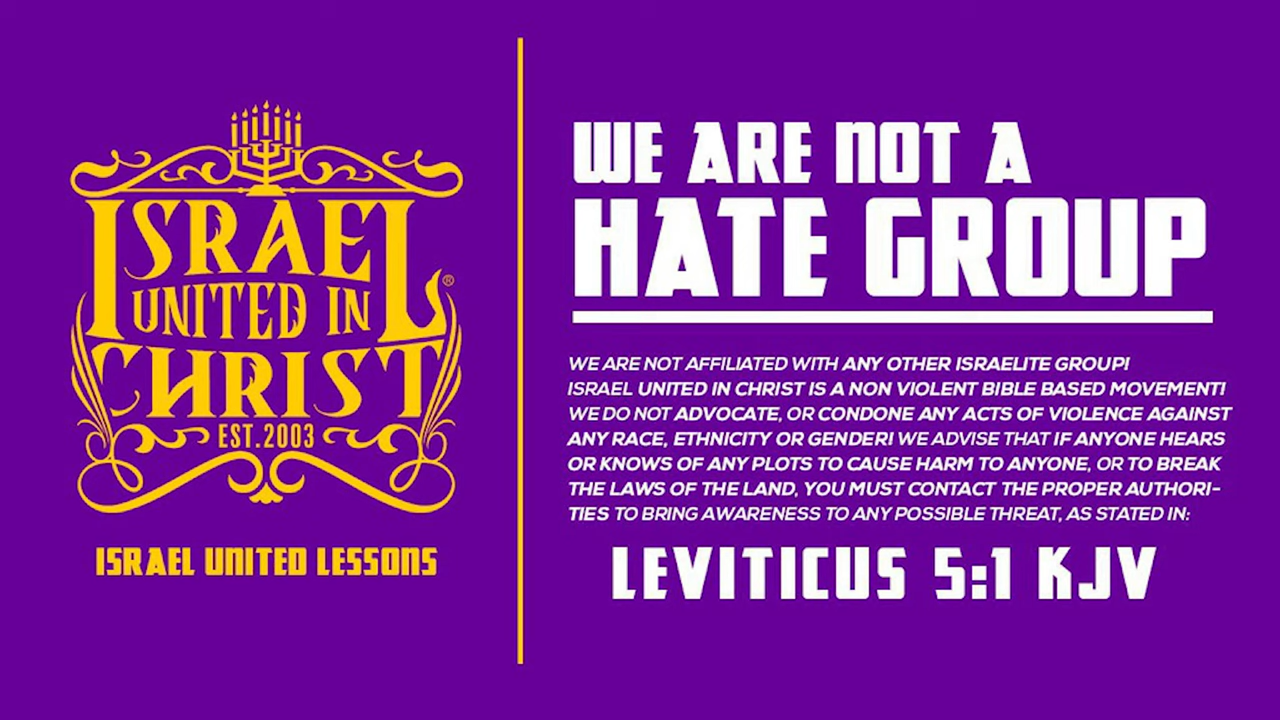 ISRAEL
UNITED IN
CHRIST
EST.2003
ISRAEL UNITED LESSONS
WE ARE NOT A
HATE GROUP
WE ARE NOT AFFILIATED WITH ANY OTHER ISRAELITE GROUP!
ISRAEL UNITED IN CHRIST IS A NON VIOLENT BIBLE BASED MOVEMENT!
WE DO NOT ADVOCATE, OR CONDONE ANY ACTS OF VIOLENCE AGAINST
ANY RACE, ETHNICITY OR GENDER! WE ADVISE THAT IF ANYONE HEARS
OR KNOWS OF ANY PLOTS TO CAUSE HARM TO ANYONE, OR TO BREAK
THE LAWS OF THE LAND, YOU MUST CONTACT THE PROPER AUTHORI-
TIES TO BRING AWARENESS TO ANY POSSIBLE THREAT, AS STATED IN:
LEVITICUS 5:1 KJV